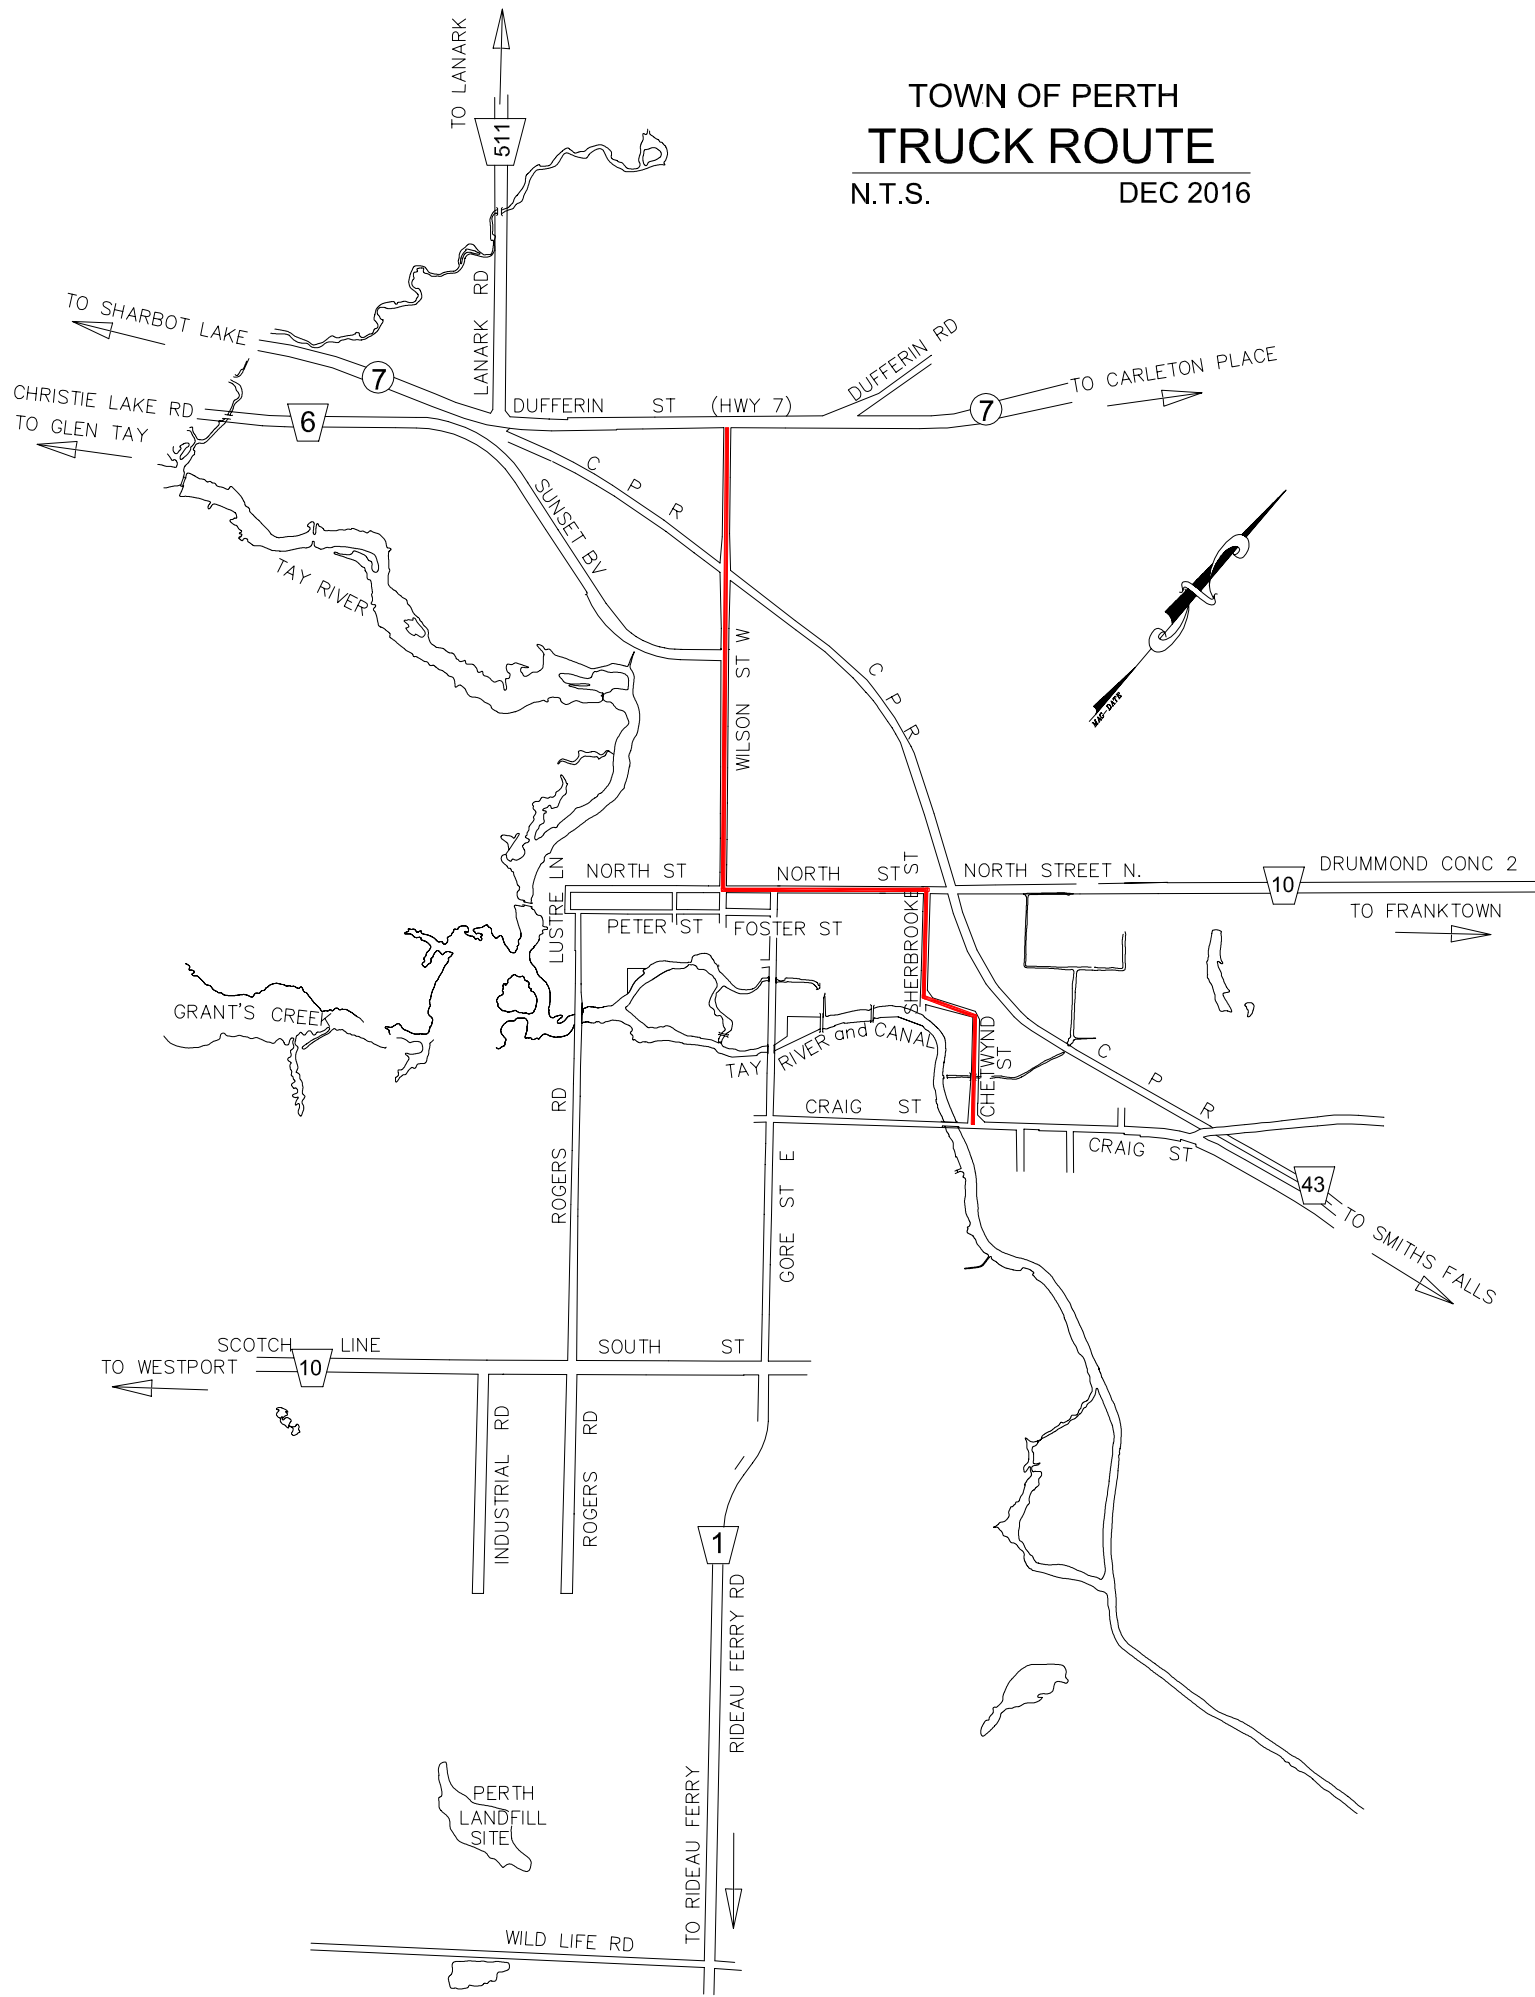 TO LANARK
511
TOWN OF PERTH
TRUCK ROUTE
N.T.S. DEC 2016
LANARK RD
TO SHARBOT LAKE
7
DUFFERIN RD
TO CARLETON PLACE
7
CHRISTIE LAKE RD
6
TO GLEN TAY
DUFFERIN ST (HWY 7)
C P R
SUNSET BV
TAY RIVER
WILSON ST W
C P R
MAG-DATE
LUSTRE LN
NORTH ST
NORTH ST
SHERBROOKE ST
NORTH STREET N.
10
DRUMMOND CONC 2
TO FRANKTOWN
PETER ST
FOSTER ST
GRANT'S CREEK
TAY RIVER and CANAL
CHETWYND ST
C P R
ROGERS RD
CRAIG ST
CRAIG ST
GORE ST E
43
TO SMITHS FALLS
SCOTCH LINE
10
TO WESTPORT
SOUTH ST
INDUSTRIAL RD
ROGERS RD
1
RIDEAU FERRY RD
TO RIDEAU FERRY
PERTH
LANDFILL
SITE
WILD LIFE RD